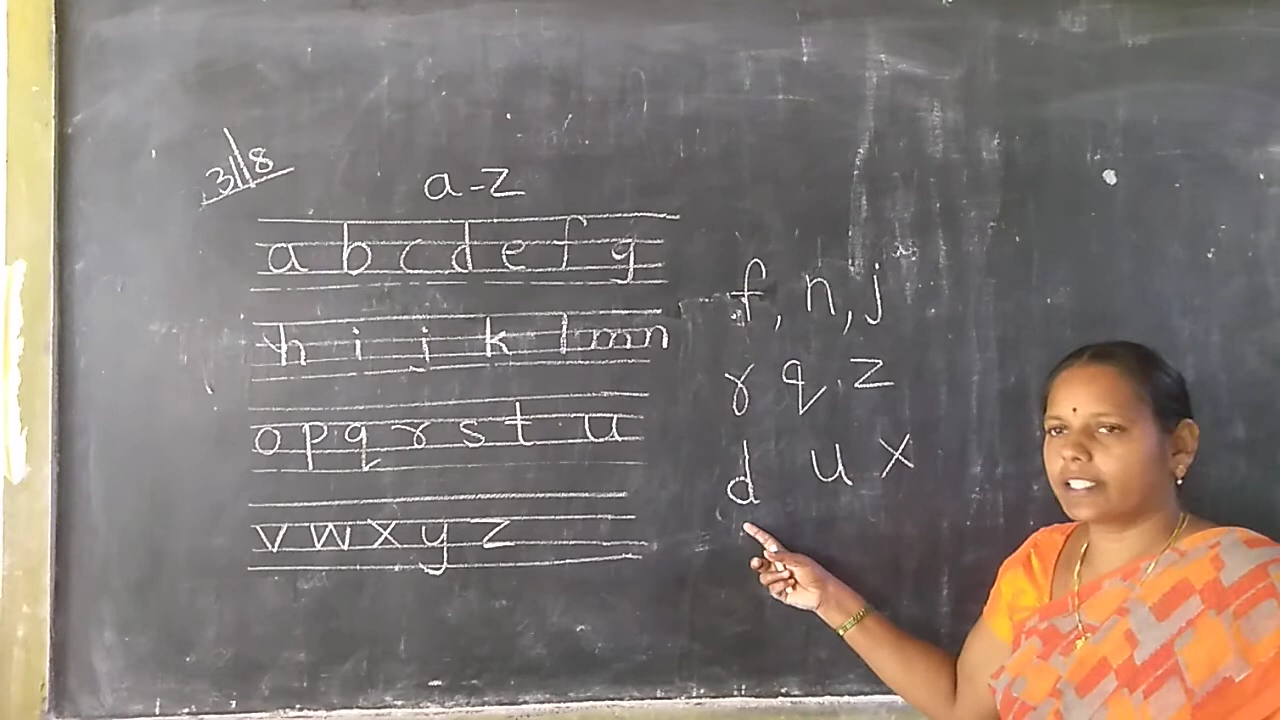 31/8
a-z
a b c d e f g
h i j k l m n
o p q r s t u
v w x y z
f, n, j
r q, z
d u x